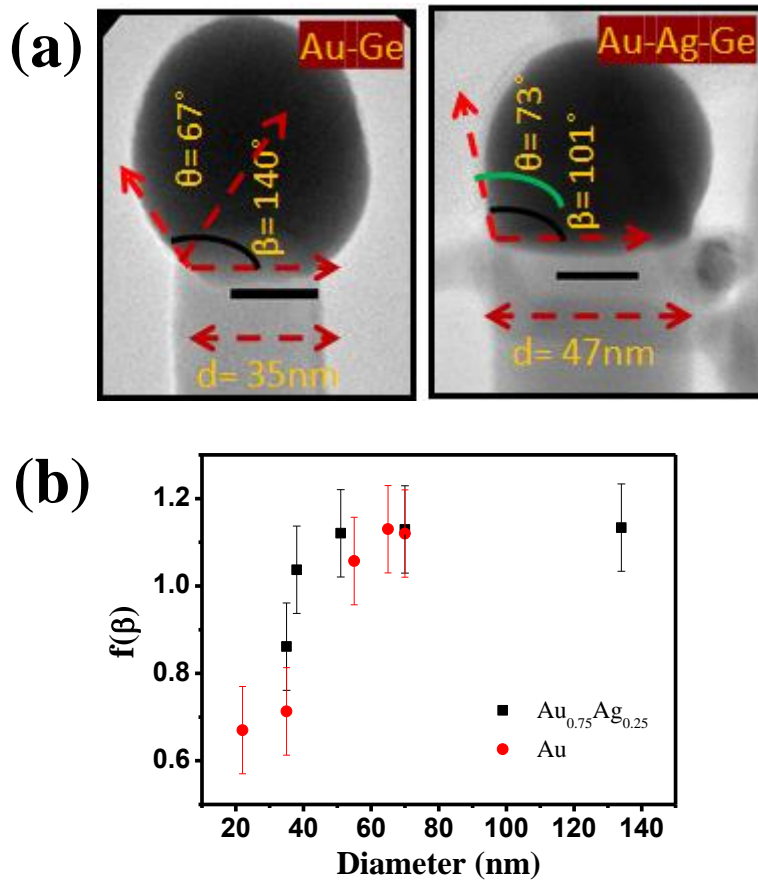 (a)
Au-Ge
θ= 67°
β= 140°
d= 35nm
Au-Ag-Ge
θ= 73°
β= 101°
d= 47nm
(b)
f(β)
1.2
1.0
0.8
0.6
Au0.75Ag0.25
Au
20 40 60 80 100 120 140
Diameter (nm)